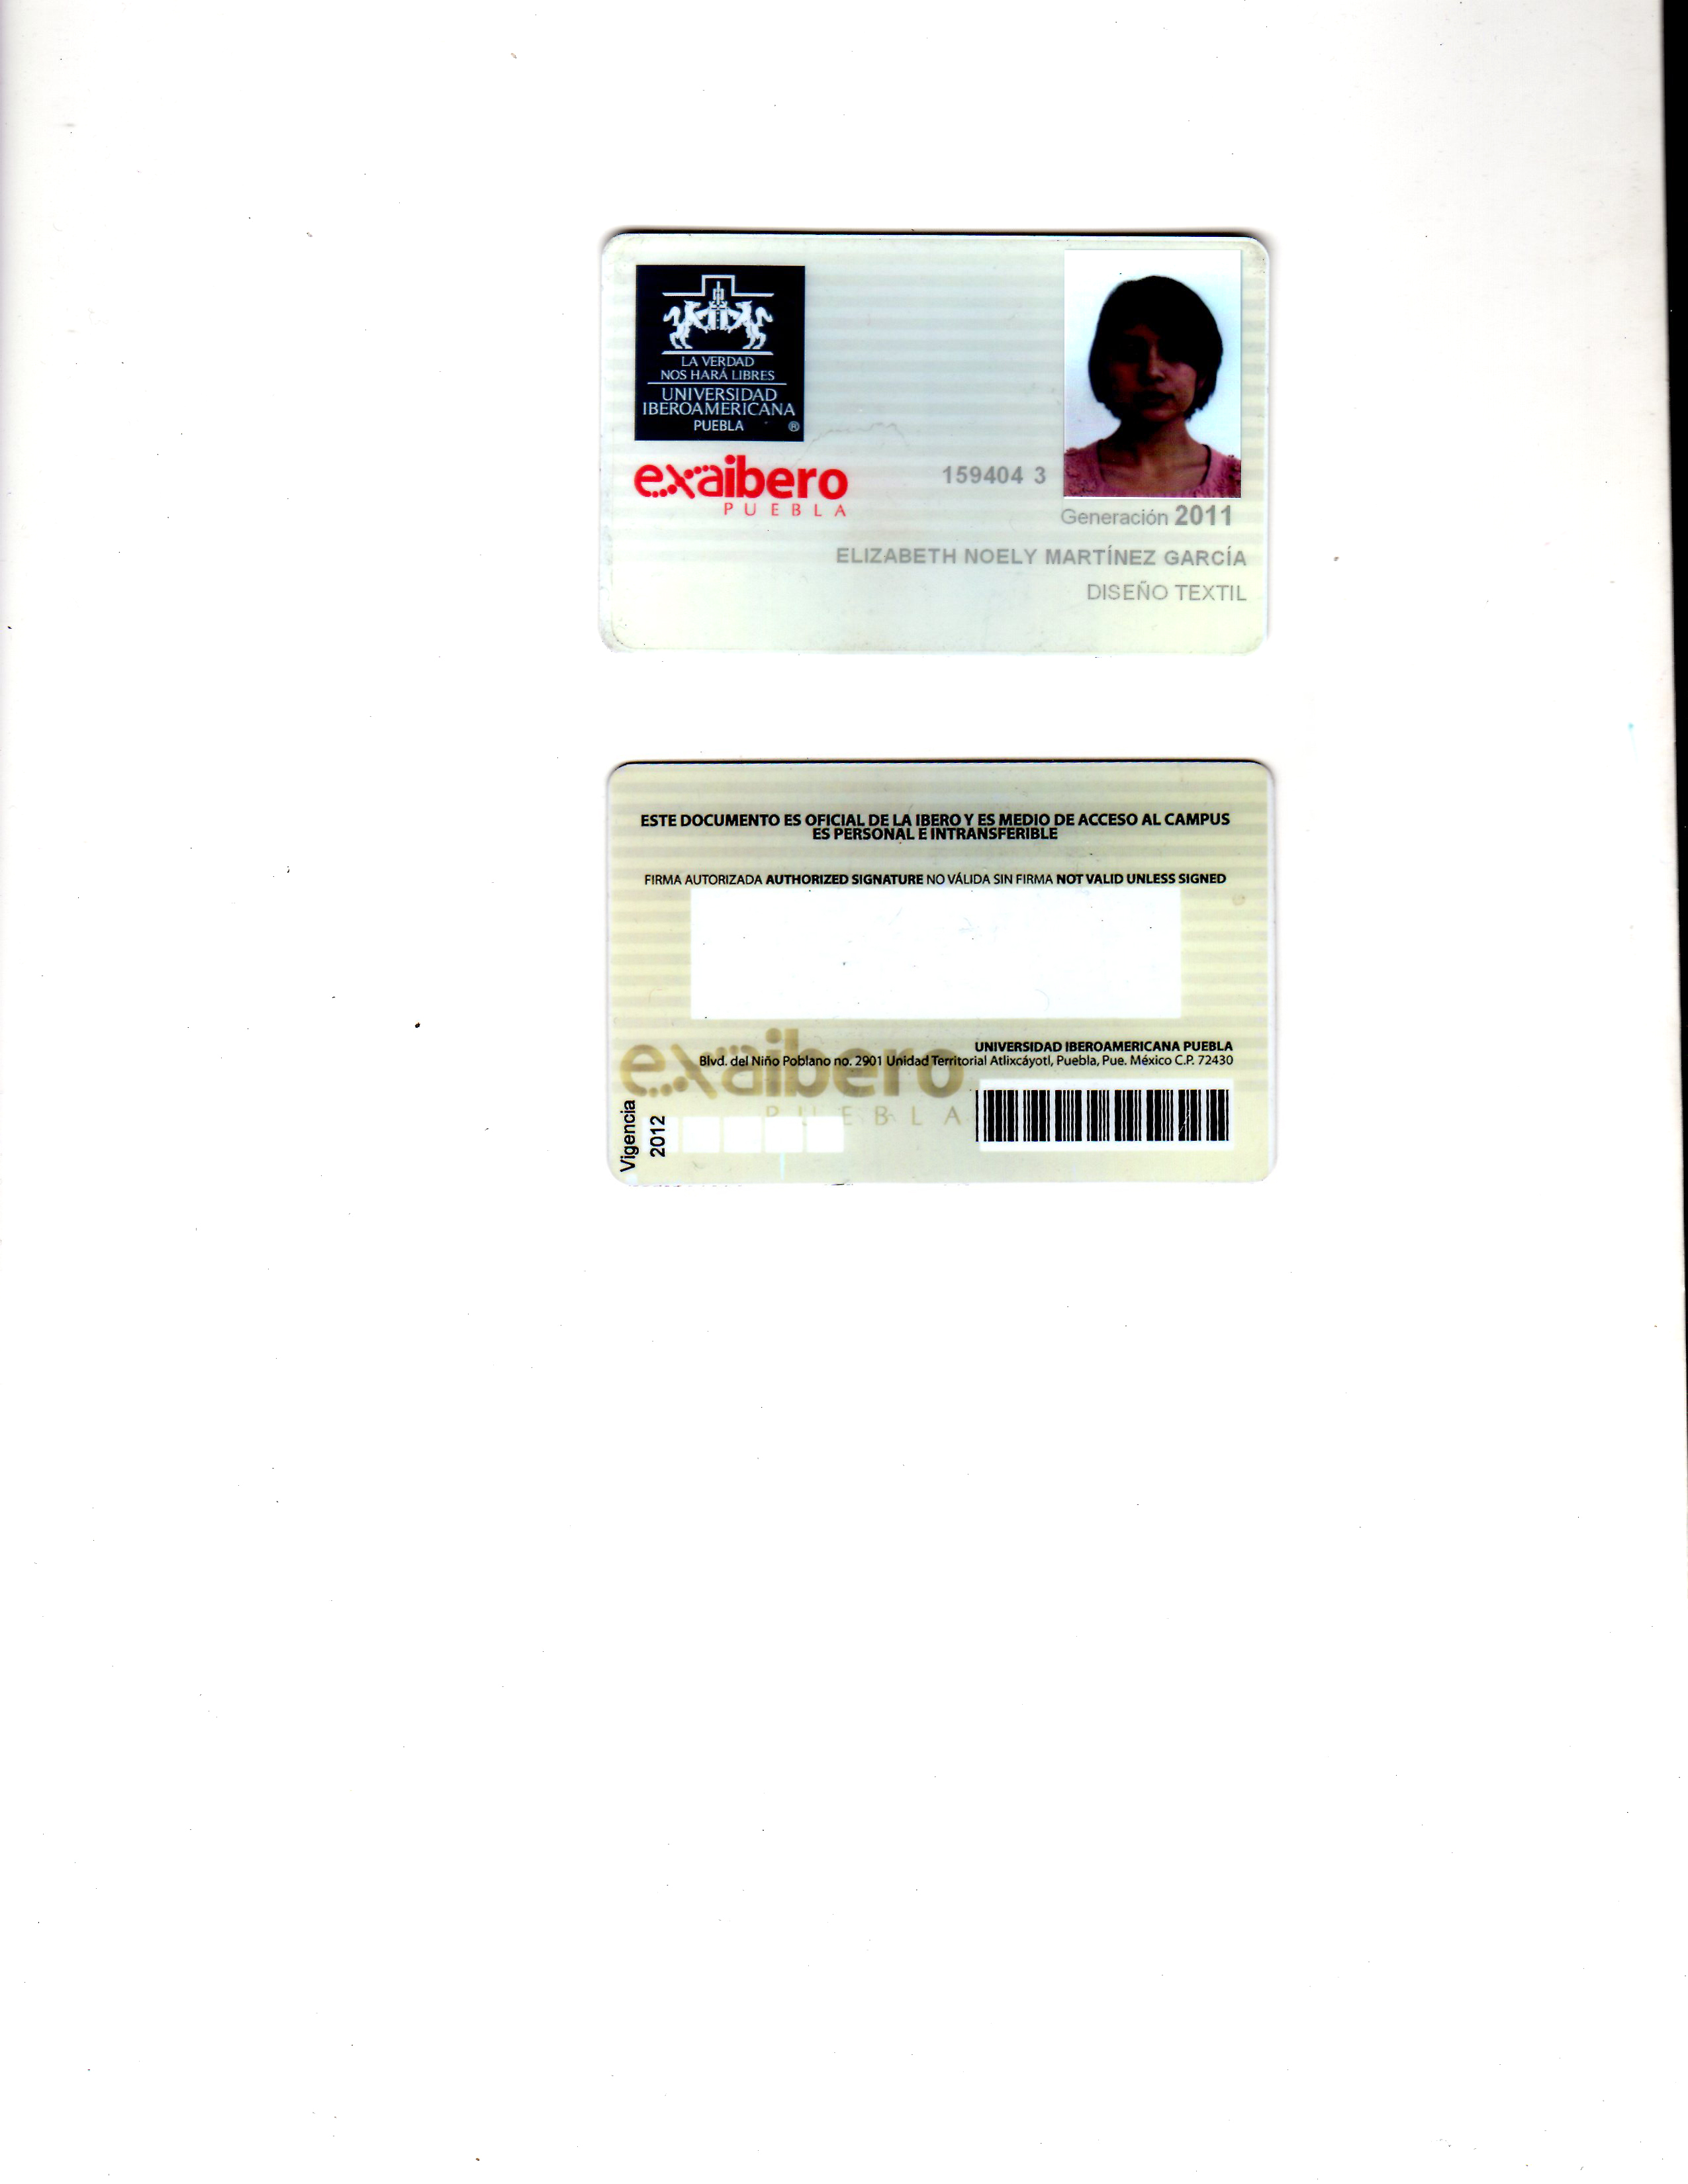 LA VERDAD
NOS HARÁ LIBRES
UNIVERSIDAD
IBEROAMERICANA
PUEBLA ®
exaibero
PUEBLA
159404 3
Generación 2011
ELIZABETH NOELY MARTÍNEZ GARCÍA
DISEÑO TEXTIL
ESTE DOCUMENTO ES OFICIAL DE LA IBERO Y ES MEDIO DE ACCESO AL CAMPUS
ES PERSONAL E INTRANSFERIBLE
FIRMA AUTORIZADA AUTHORIZED SIGNATURE NO VÁLIDA SIN FIRMA NOT VALID UNLESS SIGNED
UNIVERSIDAD IBEROAMERICANA PUEBLA
Blvd. del Niño Poblano no. 2901 Unidad Territorial Atlixcáyotl, Puebla, Pue. México C.P. 72430
exaibero
PUEBLA
Vigencia
2012